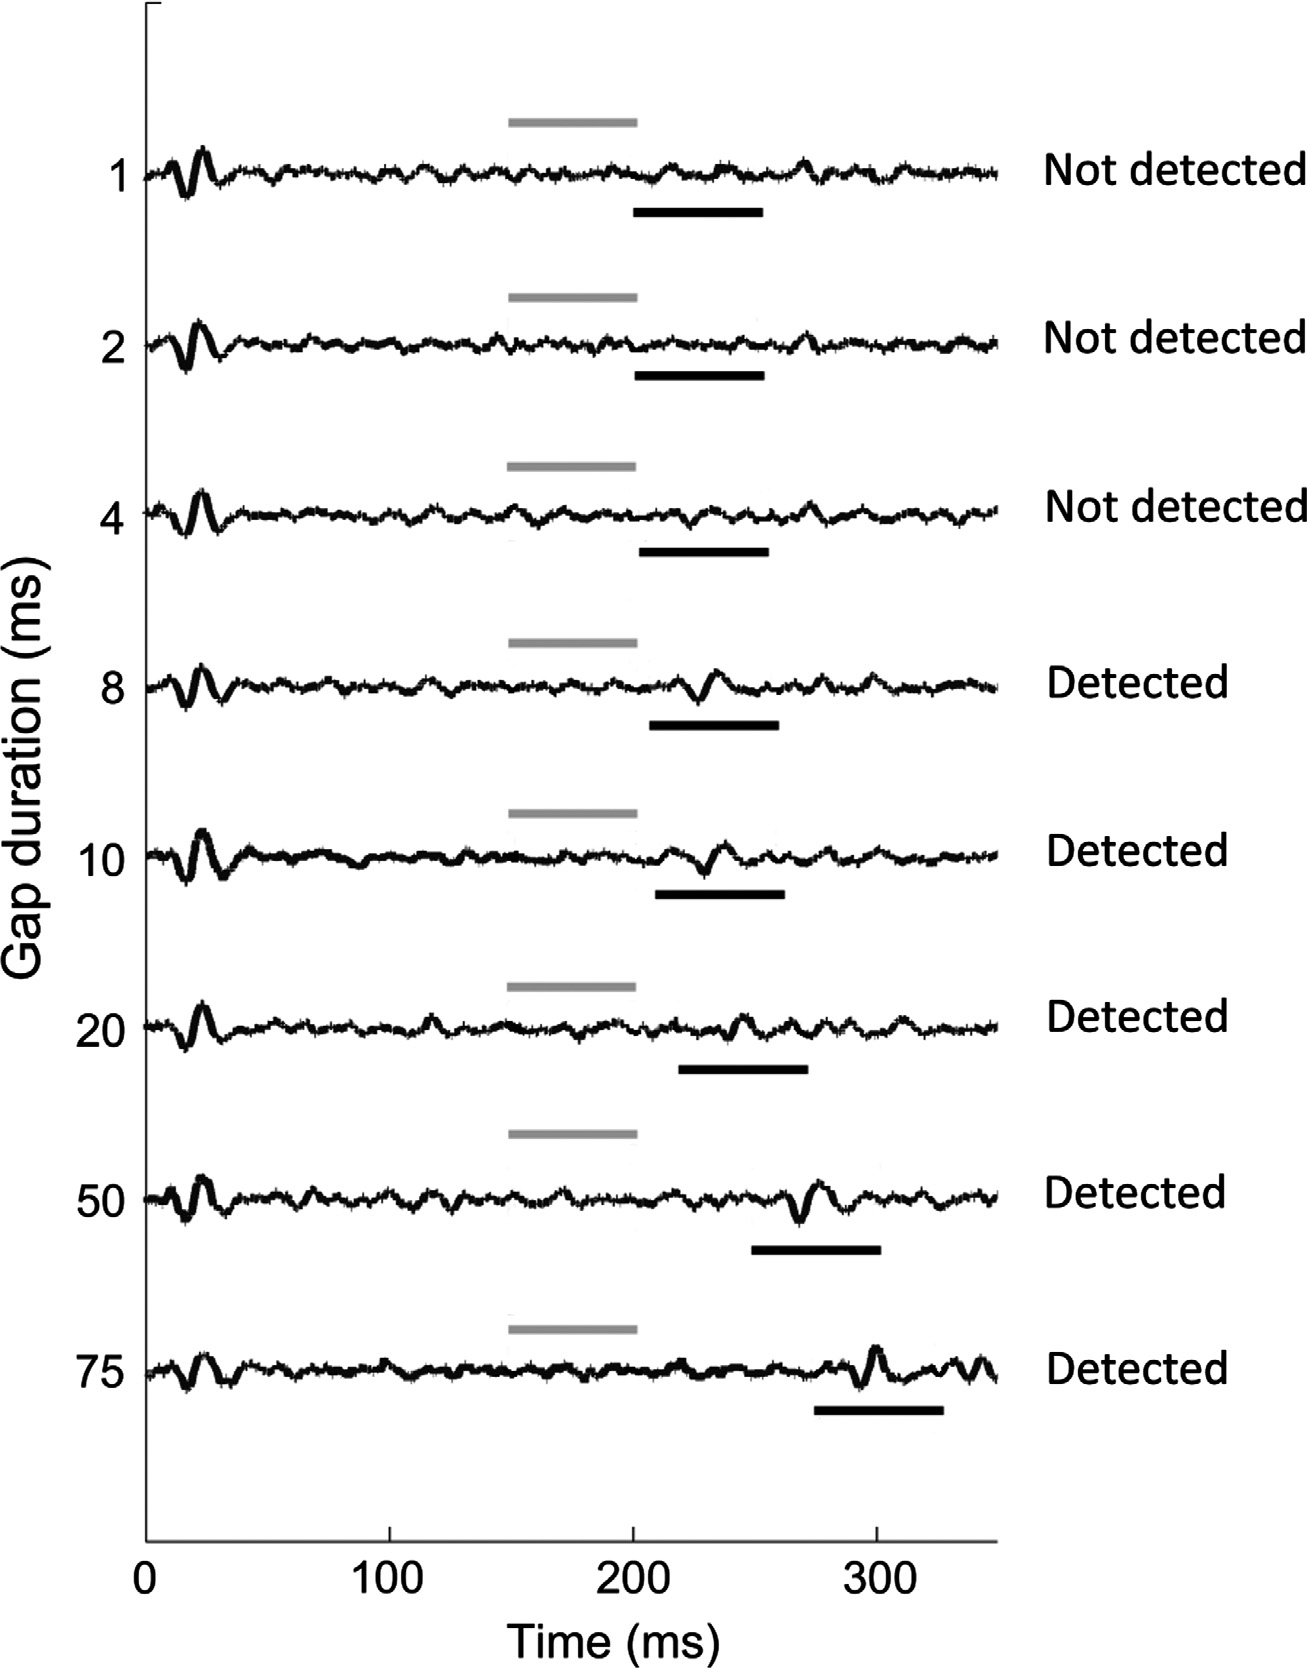 Gap duration (ms)
1 Not detected
2 Not detected
4 Not detected
8 Detected
10 Detected
20 Detected
50 Detected
75 Detected
0 100 200 300
Time (ms)